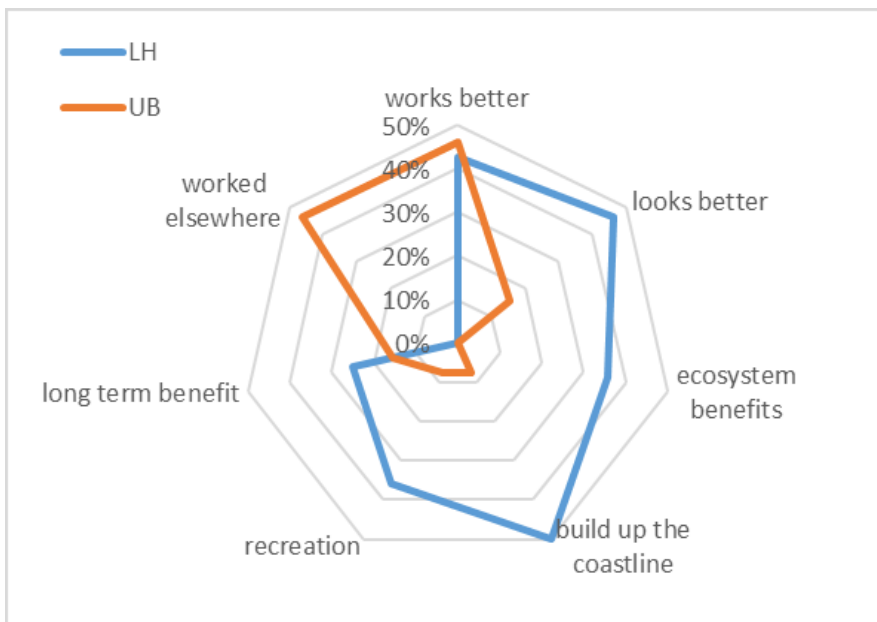 LH
UB
works better
50%
40%
30%
20%
10%
0%
looks better
ecosystem
benefits
build up the
coastline
recreation
long term benefit
worked
elsewhere